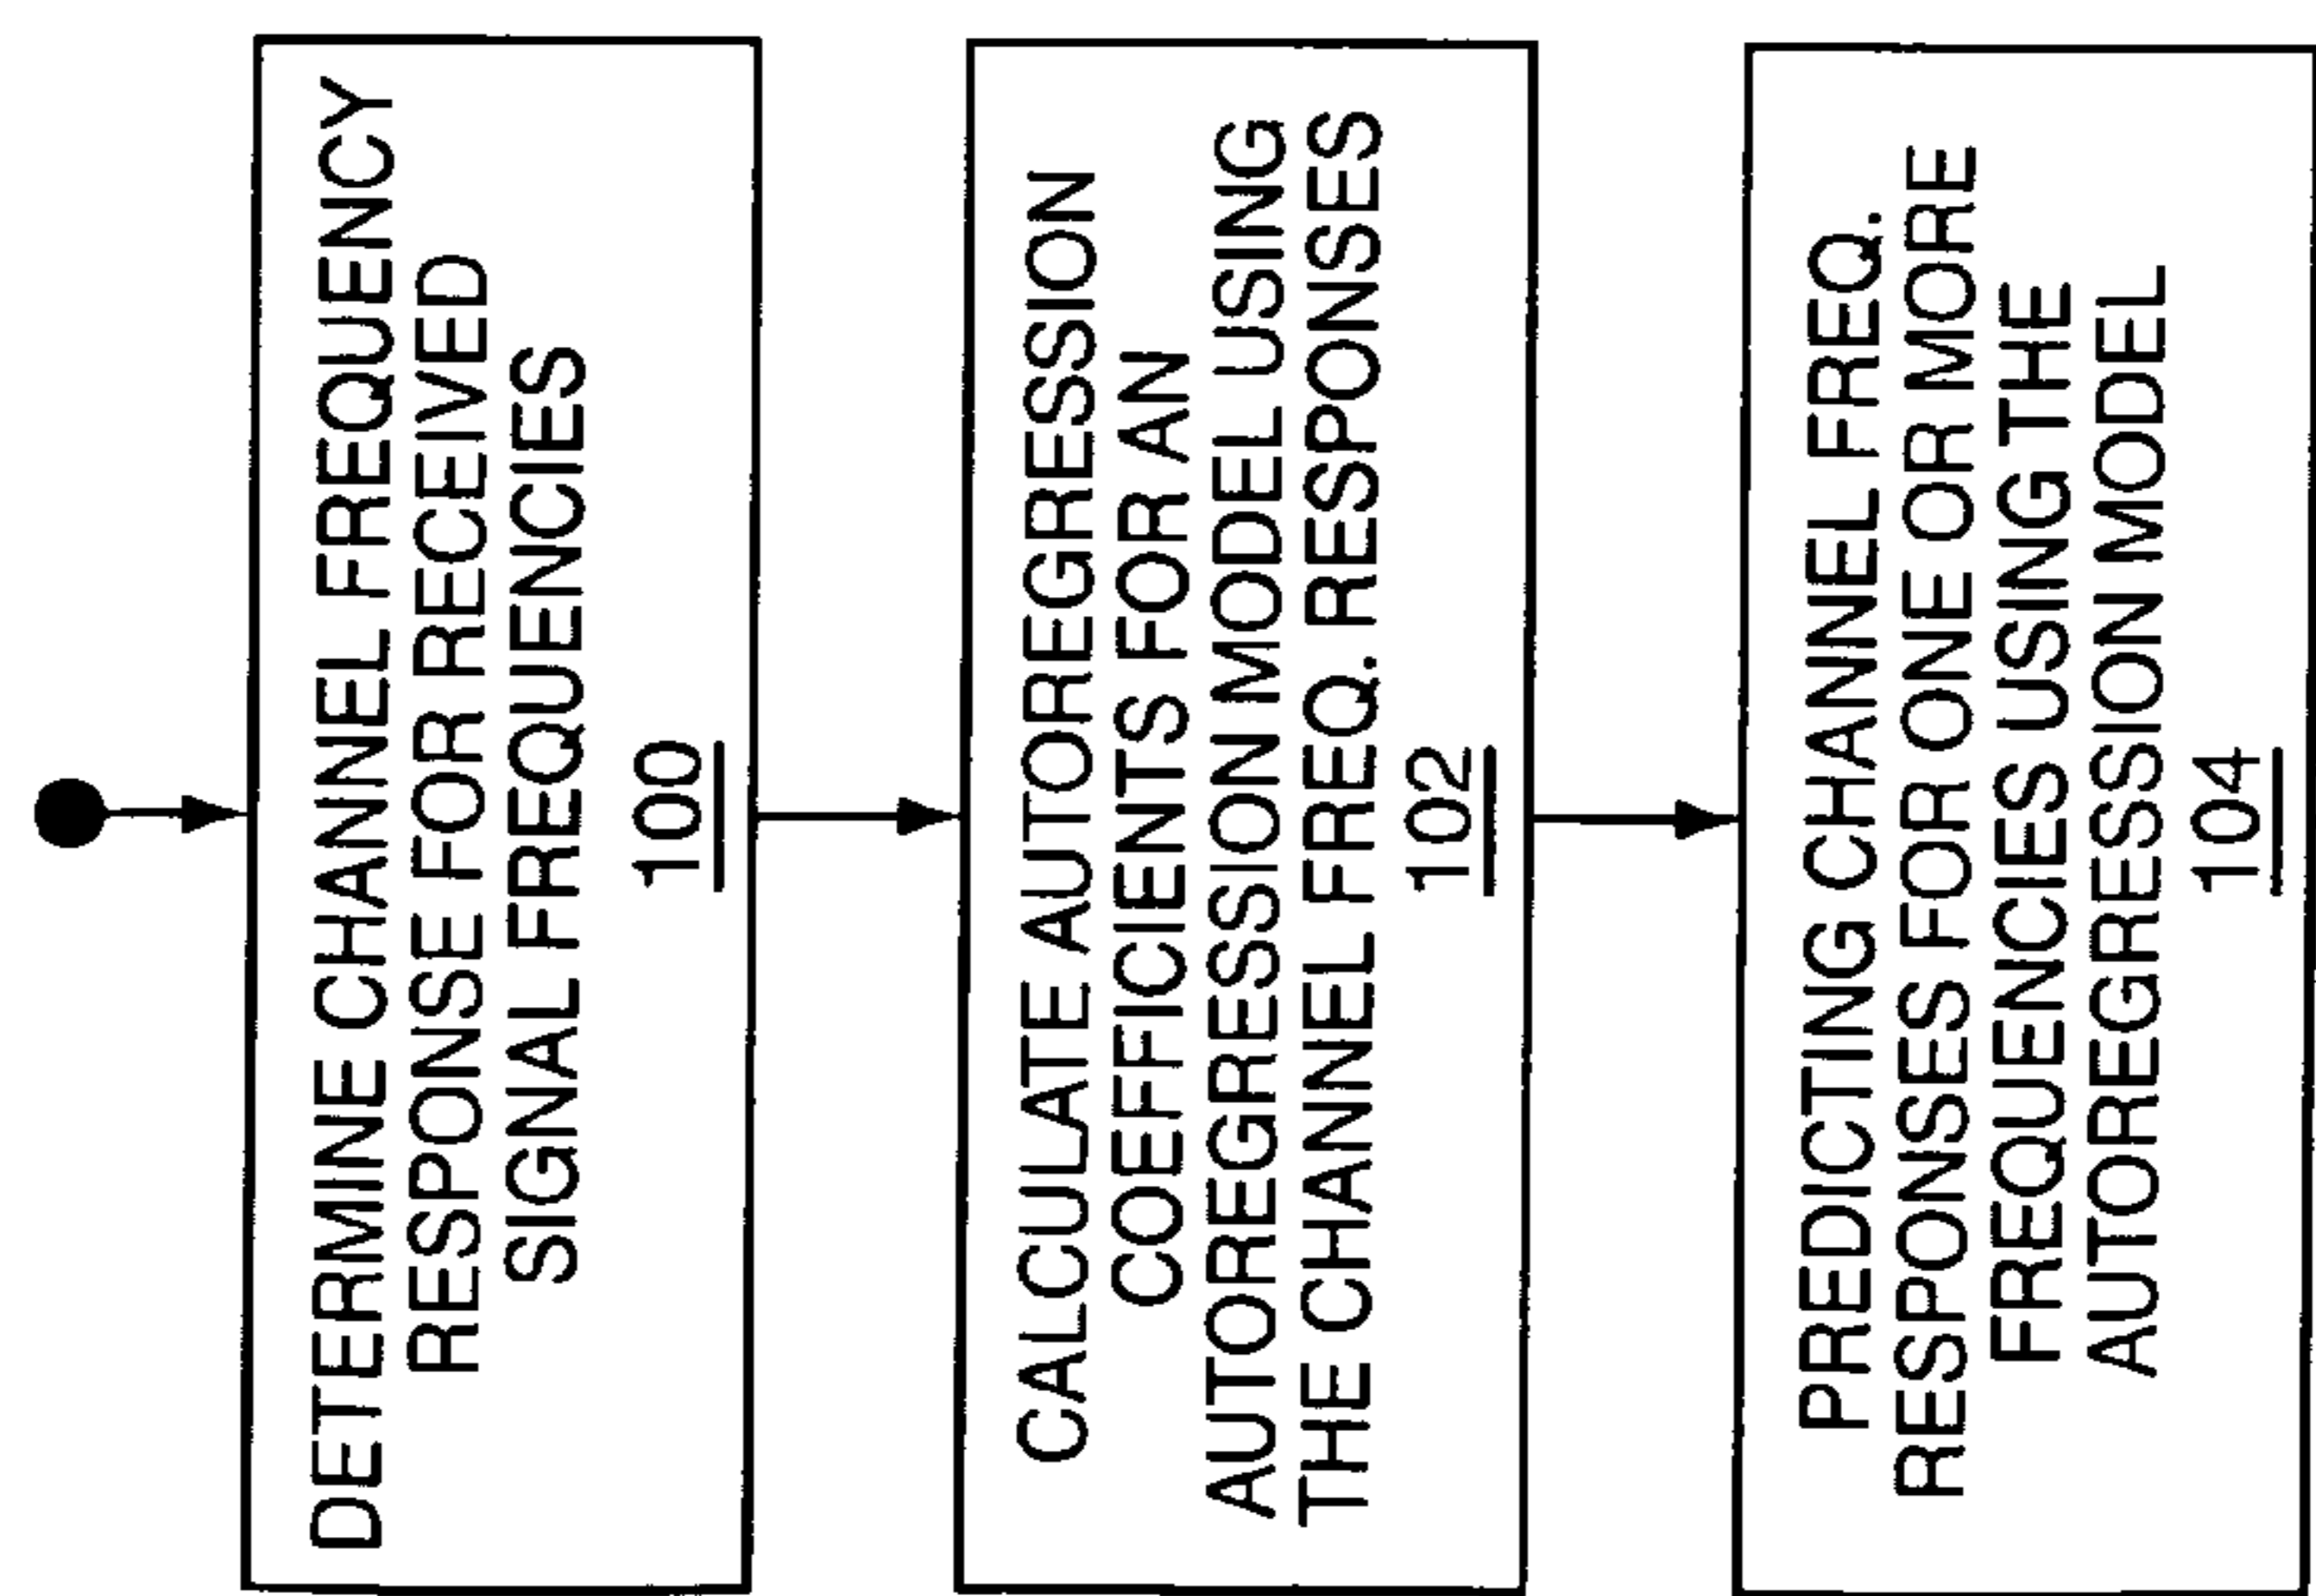 DETERMINE CHANNEL FREQUENCY
RESPONSE FOR RECEIVED
SIGNAL FREQUENCIES
100
CALCULATE AUTOREGRESSION
COEFFICIENTS FOR AN
AUTOREGRESSION MODEL USING
THE CHANNEL FREQ. RESPONSES
102
PREDICTING CHANNEL FREQ.
RESPONSES FOR ONE OR MORE
FREQUENCIES USING THE
AUTOREGRESSION MODEL
104